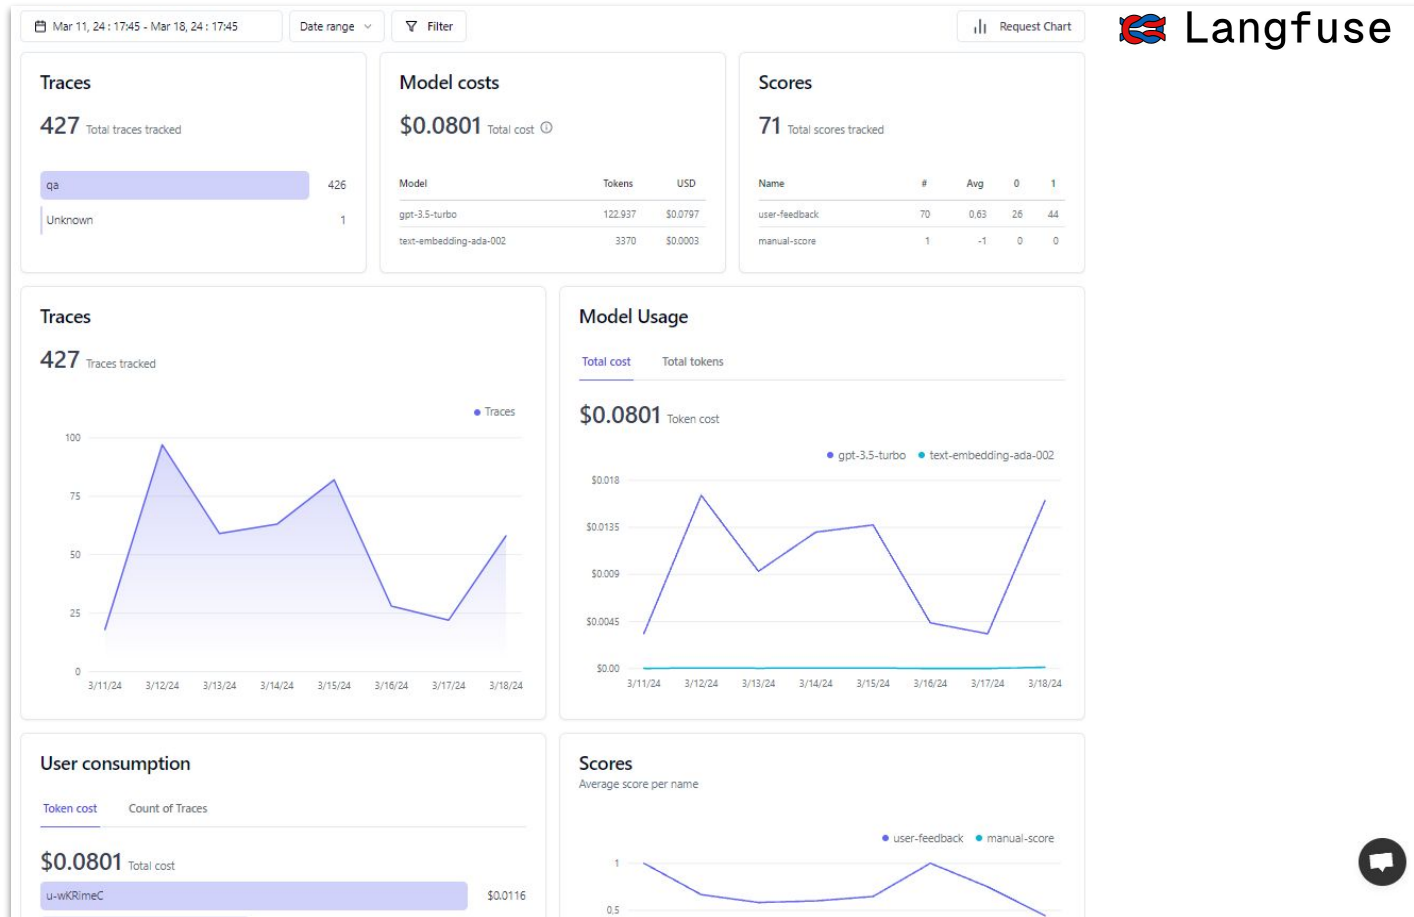 Mar 11, 24 : 17:45 - Mar 18, 24 : 17:45 Date range Filter Request Chart Langfuse
Traces
427 Total traces tracked
qa 426
Unknown 1
Model costs
$0.0801 Total cost
Model Tokens USD
gpt-3.5-turbo 122.937 $0.0797
text-embedding-ada-002 3370 $0.0003
Scores
71 Total scores tracked
Name # Avg 0 1
user-feedback 70 0.63 26 44
manual-score 1 -1 0 0
Traces
427 Traces tracked
Traces
100
75
50
25
0
3/11/24 3/12/24 3/13/24 3/14/24 3/15/24 3/16/24 3/17/24 3/18/24
Model Usage
Total cost Total tokens
$0.0801 Token cost
gpt-3.5-turbo text-embedding-ada-002
$0.018
$0.0135
$0.009
$0.0045
$0.00
3/11/24 3/12/24 3/13/24 3/14/24 3/15/24 3/16/24 3/17/24 3/18/24
User consumption
Token cost Count of Traces
$0.0801 Total cost
u-wKRimeC $0.0116
Scores
Average score per name
user-feedback manual-score
1
0.5